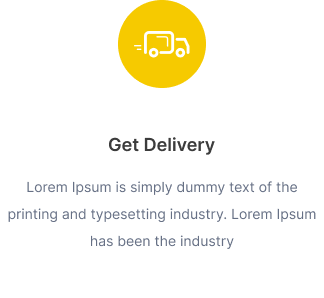 Get Delivery
Lorem Ipsum is simply dummy text of the
printing and typesetting industry. Lorem Ipsum
has been the industry